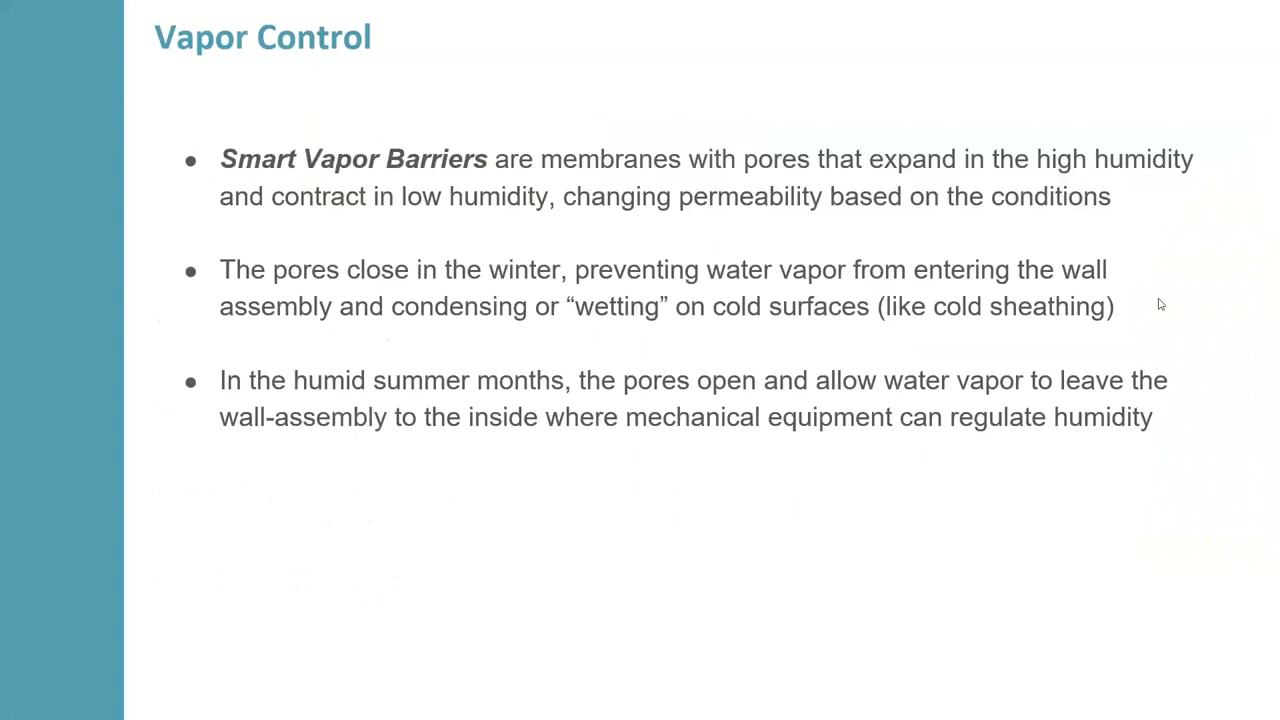 Vapor Control
● Smart Vapor Barriers are membranes with pores that expand in the high humidity
and contract in low humidity, changing permeability based on the conditions
● The pores close in the winter, preventing water vapor from entering the wall
assembly and condensing or “wetting” on cold surfaces (like cold sheathing)
● In the humid summer months, the pores open and allow water vapor to leave the
wall-assembly to the inside where mechanical equipment can regulate humidity